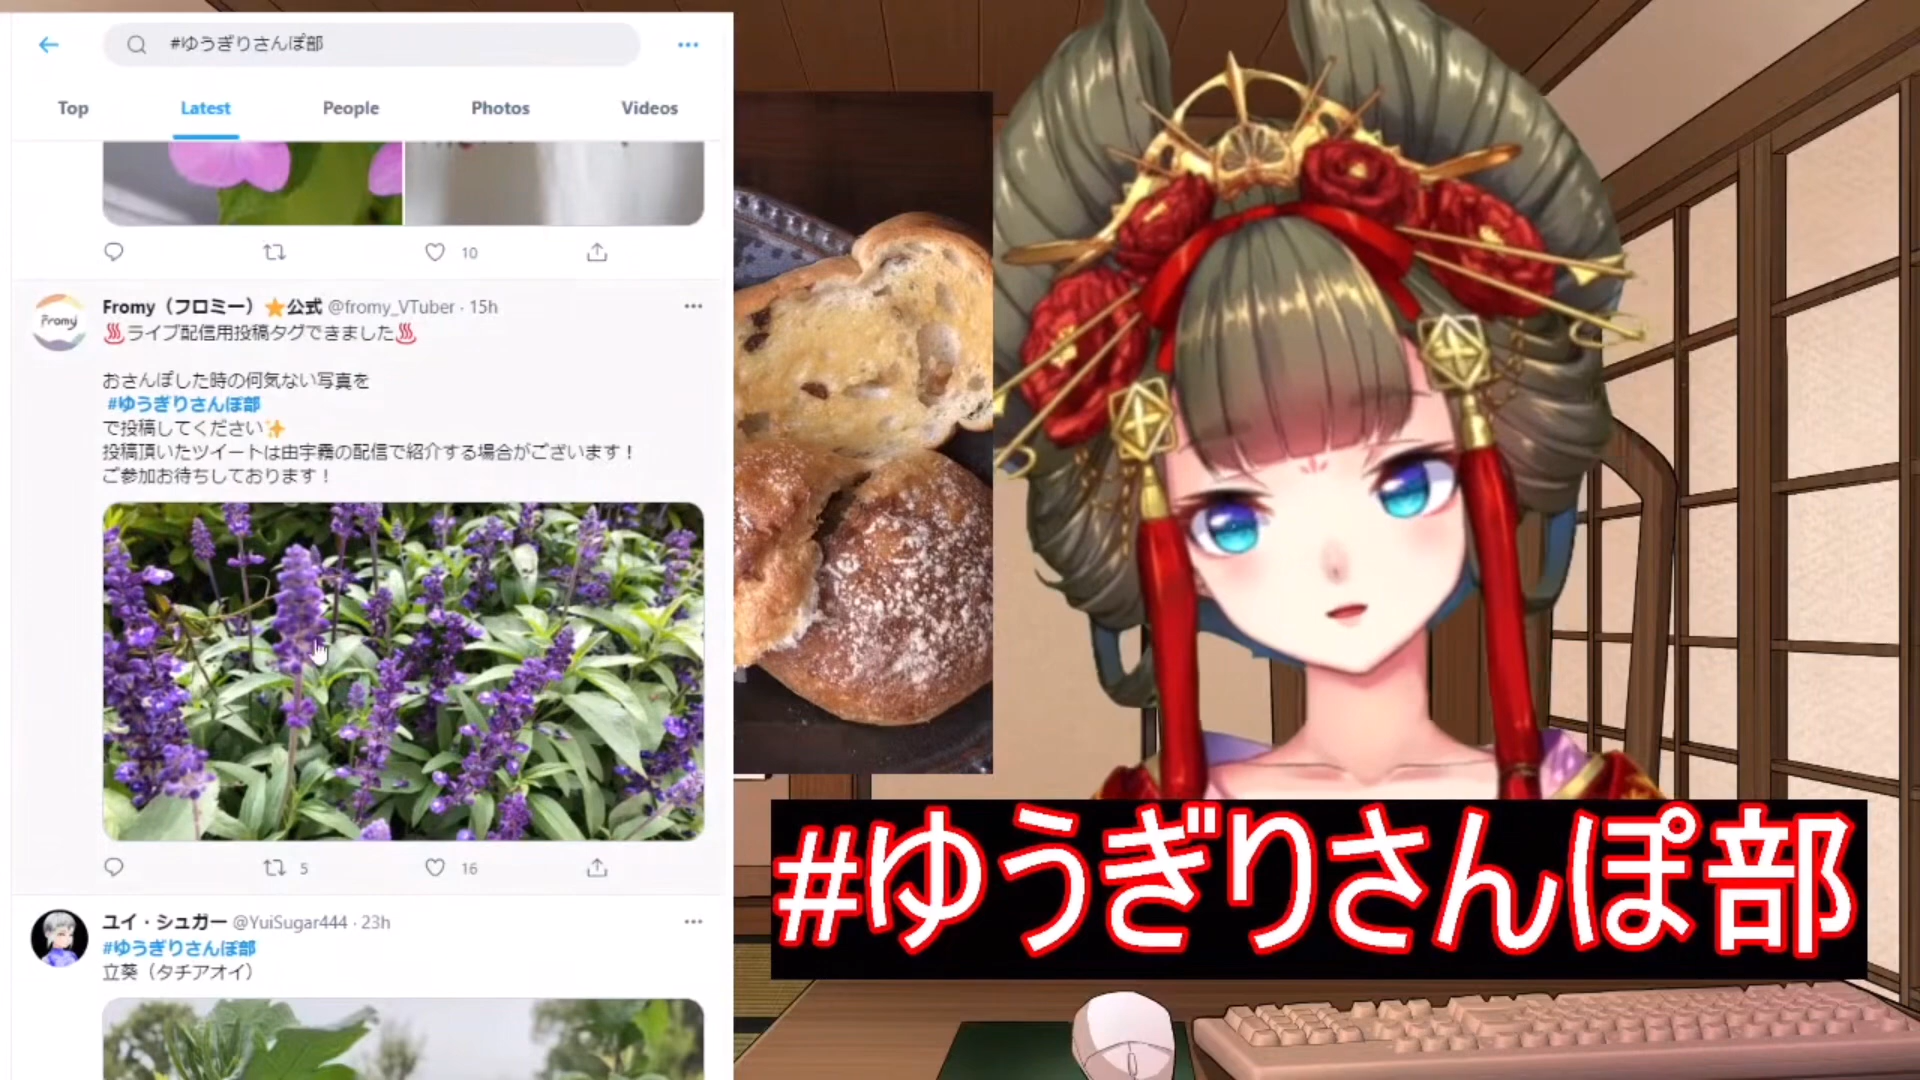 #ゆうぎりさんぽ部
Top
Latest
People
Photos
Videos
10
Fromy（フロミー）⭐公式 @fromy_VTuber · 15h
Fromy
♨ライブ配信用投稿タグできました♨
おさんぽした時の何気ない写真を
#ゆうぎりさんぽ部
で投稿してください✨
投稿頂いたツイートは由宇霧の配信で紹介する場合がございます！
ご参加お待ちしております！
5
16
ユイ・シュガー @YuiSugar444 · 23h
#ゆうぎりさんぽ部
立葵（タチアオイ）
#ゆうぎりさんぽ部